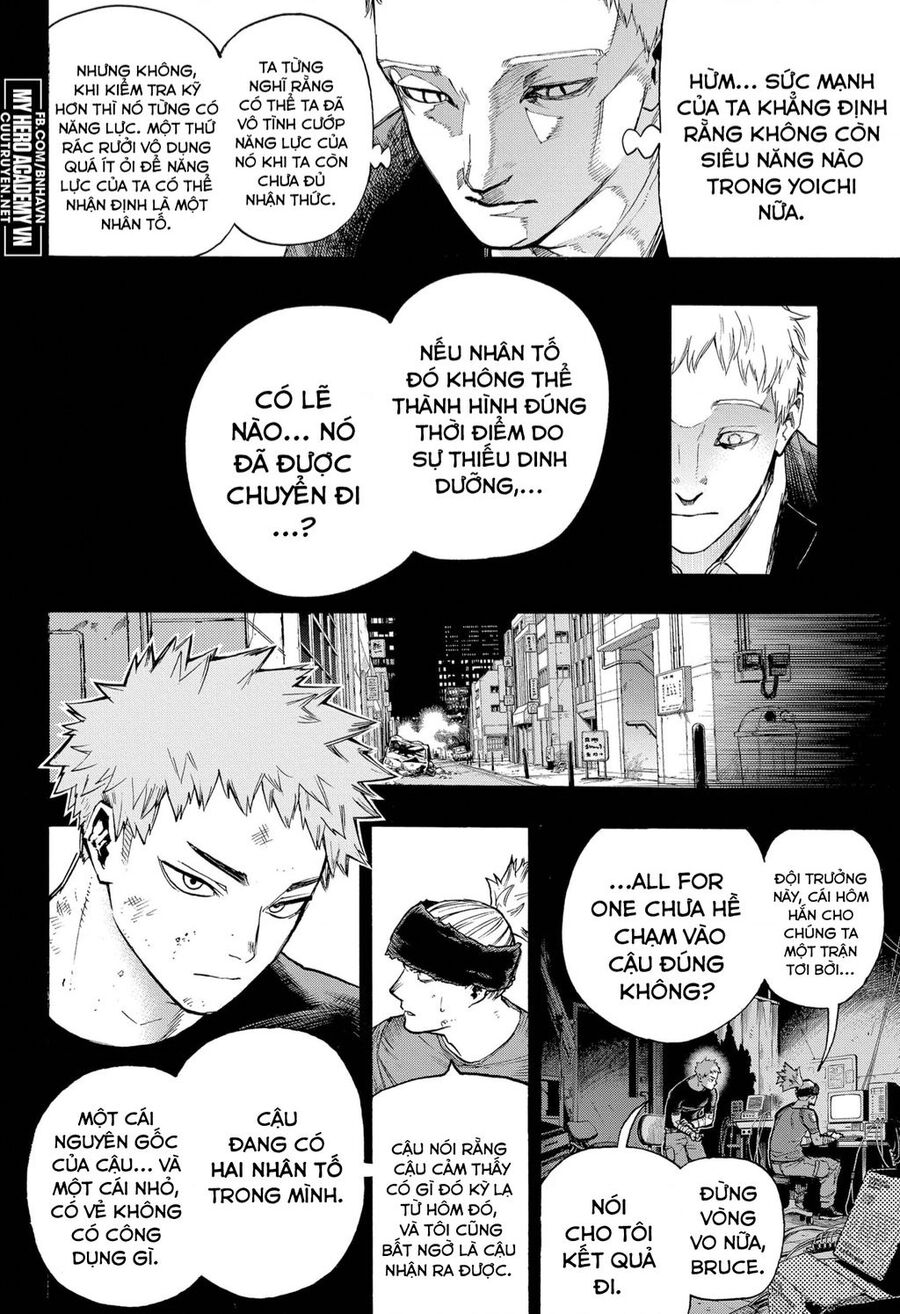 HỪM... SỨC MẠNH
CỦA TA KHẲNG ĐỊNH
RẰNG KHÔNG CÒN
SIÊU NĂNG NÀO
TRONG YOICHI
NỮA.
TA TỪNG
NGHĨ RẰNG
CÓ THỂ TA ĐÃ
VÔ TÌNH CƯỚP
NĂNG LỰC CỦA
NÓ KHI TA CÒN
CHƯA ĐỦ
NHẬN THỨC.
NHƯNG KHÔNG,
KHI KIỂM TRA KỸ
HƠN THÌ NÓ TỪNG CÓ
NĂNG LỰC. MỘT THỨ
RÁC RƯỞI VÔ DỤNG
QUÁ ÍT ỎI ĐỂ NĂNG
LỰC CỦA TA CÓ THỂ
NHẬN ĐỊNH LÀ MỘT
NHÂN TỐ.
FB.COM/BNHAVN
MY HERO ACADEMY VN
CUUTRUYEN.NET
NẾU NHÂN TỐ
ĐÓ KHÔNG THỂ
THÀNH HÌNH ĐÚNG
THỜI ĐIỂM DO
SỰ THIẾU DINH
DƯỠNG,...
CÓ LẼ
NÀO... NÓ
ĐÃ ĐƯỢC
CHUYỂN ĐI
...?
ĐỘI TRƯỞNG
NÀY, CÁI HÔM
HẮN CHO
CHÚNG TA
MỘT TRẬN
TƠI BỜI...
...ALL FOR
ONE CHƯA HỀ
CHẠM VÀO
CẬU ĐÚNG
KHÔNG?
ĐỪNG
VÒNG
VO NỮA,
BRUCE.
NÓI
CHO TÔI
KẾT QUẢ
ĐI.
CẬU NÓI RẰNG
CẬU CẢM THẤY
CÓ GÌ ĐÓ KỲ LẠ
TỪ HÔM ĐÓ,
VÀ TÔI CŨNG
BẤT NGỜ LÀ CẬU
NHẬN RA ĐƯỢC.
CẬU
ĐANG CÓ
HAI NHÂN TỐ
TRONG MÌNH.
MỘT CÁI
NGUYÊN GỐC
CỦA CẬU... VÀ
MỘT CÁI NHỎ,
CÓ VẺ KHÔNG
CÓ CÔNG
DỤNG GÌ.